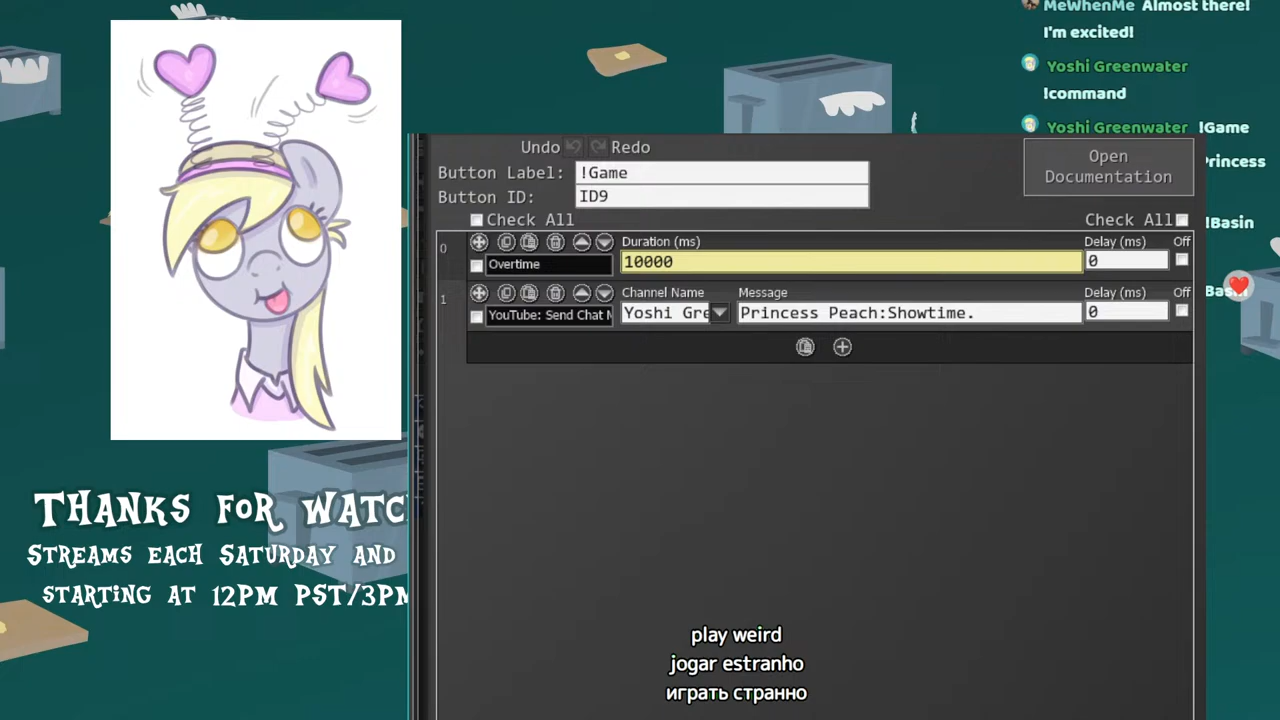 MeWhenMe Almost there!
I'm excited!
Yoshi Greenwater
!command
Yoshi Greenwater !Game
Princess
!Basin
Undo Redo
Button Label: !Game
Button ID: ID9
Open
Documentation
Check All
Check All
0 Duration (ms) Delay (ms) Off
Overtime 10000 0
1 Channel Name Message Delay (ms) Off
YouTube: Send Chat M Yoshi Gre Princess Peach:Showtime. 0
Thanks for watc
Streams each Saturday and
starting at 12PM PST/3PM
play weird
jogar estranho
играть странно